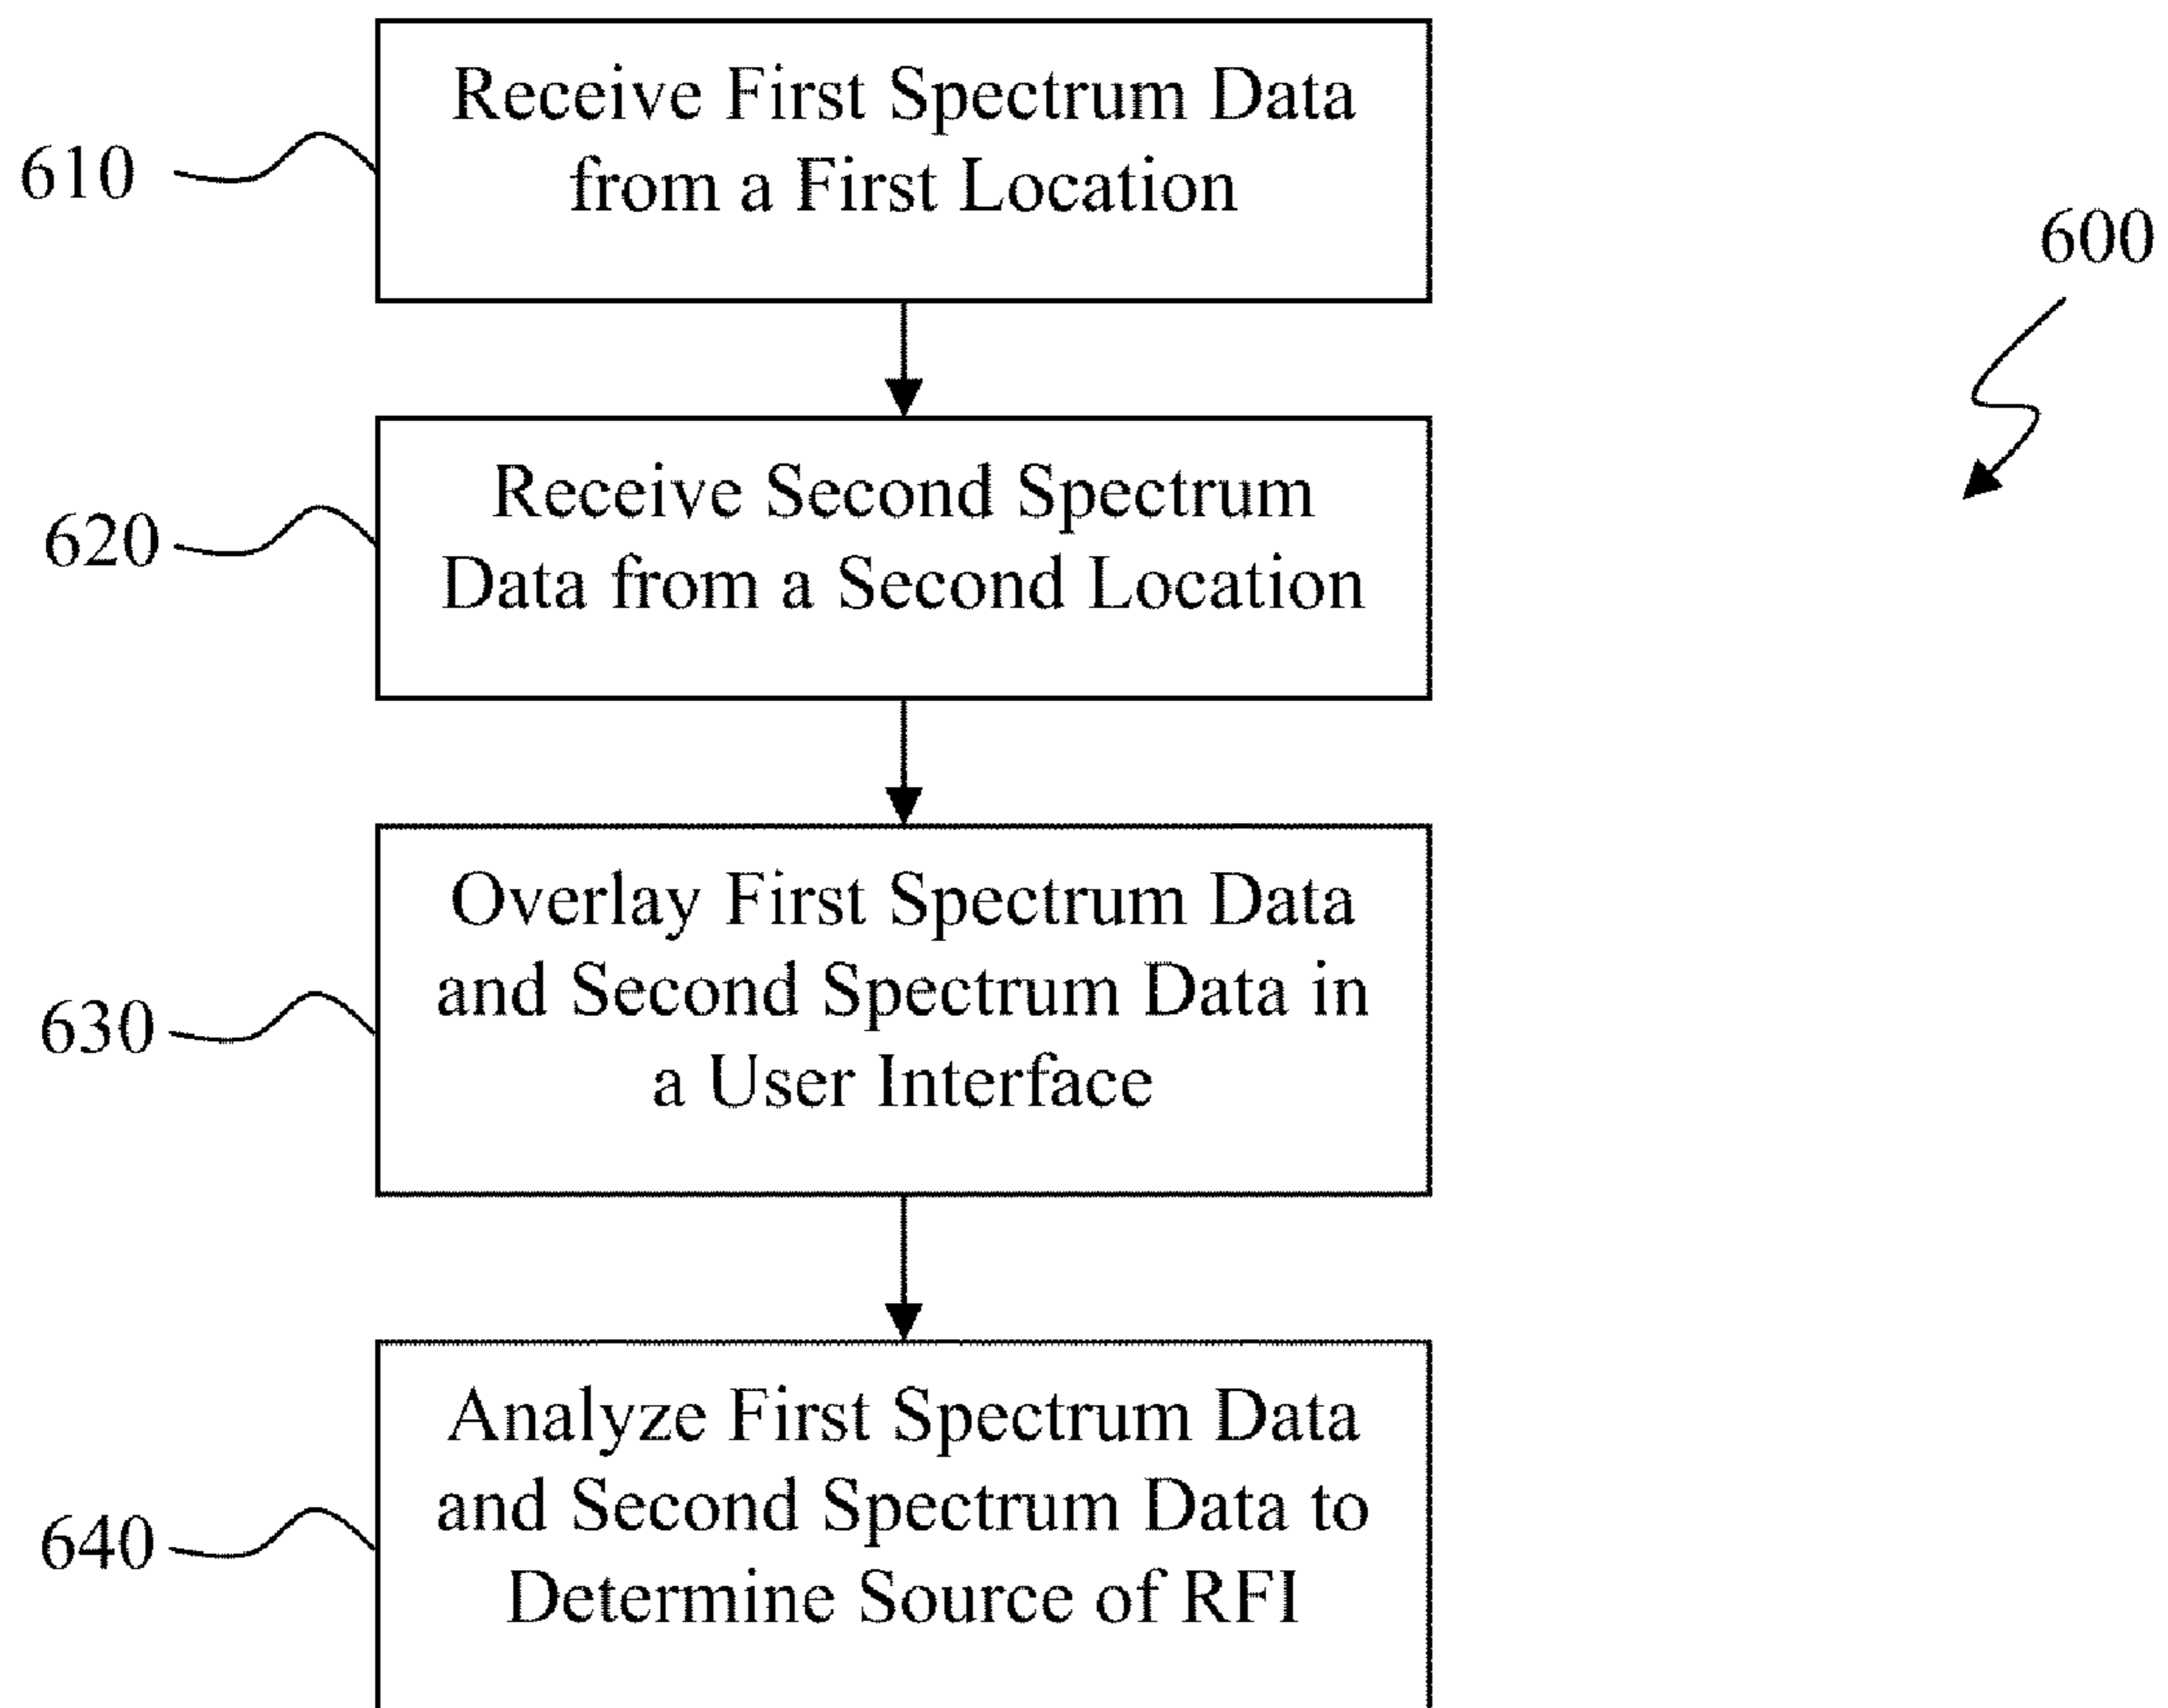 610
Receive First Spectrum Data
from a First Location
600
620
Receive Second Spectrum
Data from a Second Location
630
Overlay First Spectrum Data
and Second Spectrum Data in
a User Interface
640
Analyze First Spectrum Data
and Second Spectrum Data to
Determine Source of RFI